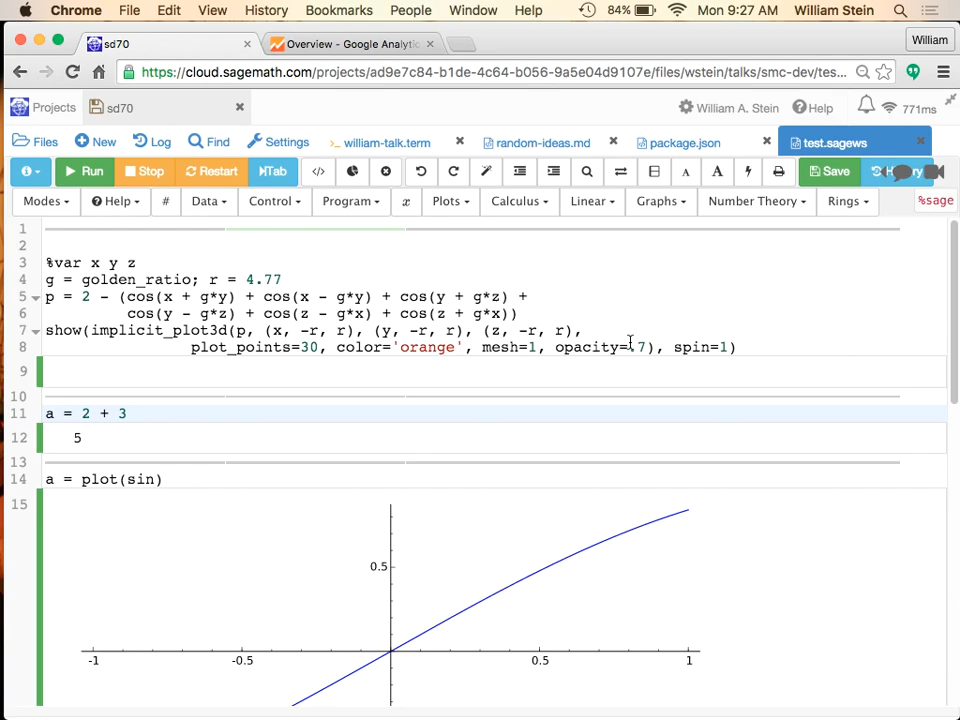 Chrome File Edit View History Bookmarks People Window Help 84% Mon 9:27 AM William Stein
sd70 Overview - Google Analytic William
https://cloud.sagemath.com/projects/ad9e7c84-b1de-4c64-b056-9a5e04d9107e/files/wstein/talks/smc-dev/tes...
Projects sd70 William A. Stein Help 771ms
Files New Log Find Settings william-talk.term random-ideas.md package.json test.sagews
Run Stop Restart Tab </> A A Save
Modes Help # Data Control Program x Plots Calculus Linear Graphs Number Theory Rings %sage
1
2
3 %var x y z
4 g = golden_ratio; r = 4.77
5 p = 2 - (cos(x + g*y) + cos(x - g*y) + cos(y + g*z) +
6 cos(y - g*z) + cos(z - g*x) + cos(z + g*x))
7 show(implicit_plot3d(p, (x, -r, r), (y, -r, r), (z, -r, r),
8 plot_points=30, color='orange', mesh=1, opacity=.7), spin=1)
9
10
11 a = 2 + 3
12 5
13
14 a = plot(sin)
15
0.5
-1 -0.5 0.5 1